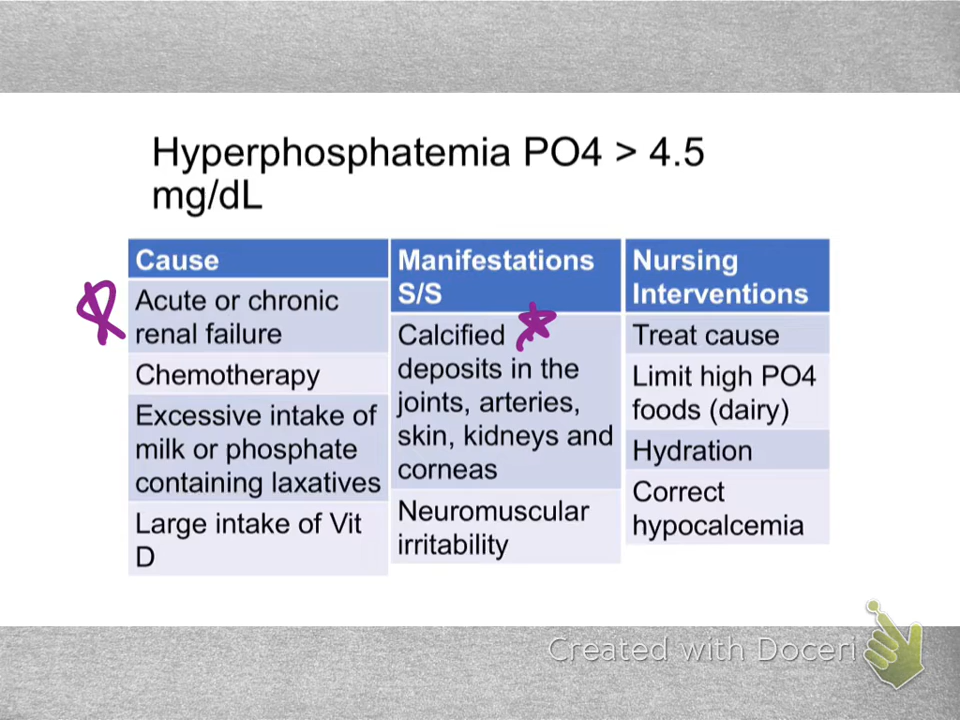 Hyperphosphatemia PO4 > 4.5
mg/dL
Cause
Acute or chronic
renal failure
Chemotherapy
Excessive intake of
milk or phosphate
containing laxatives
Large intake of Vit
D
Manifestations
S/S
Calcified
deposits in the
joints, arteries,
skin, kidneys and
corneas
Neuromuscular
irritability
Nursing
Interventions
Treat cause
Limit high PO4
foods (dairy)
Hydration
Correct
hypocalcemia
Created with Doceri